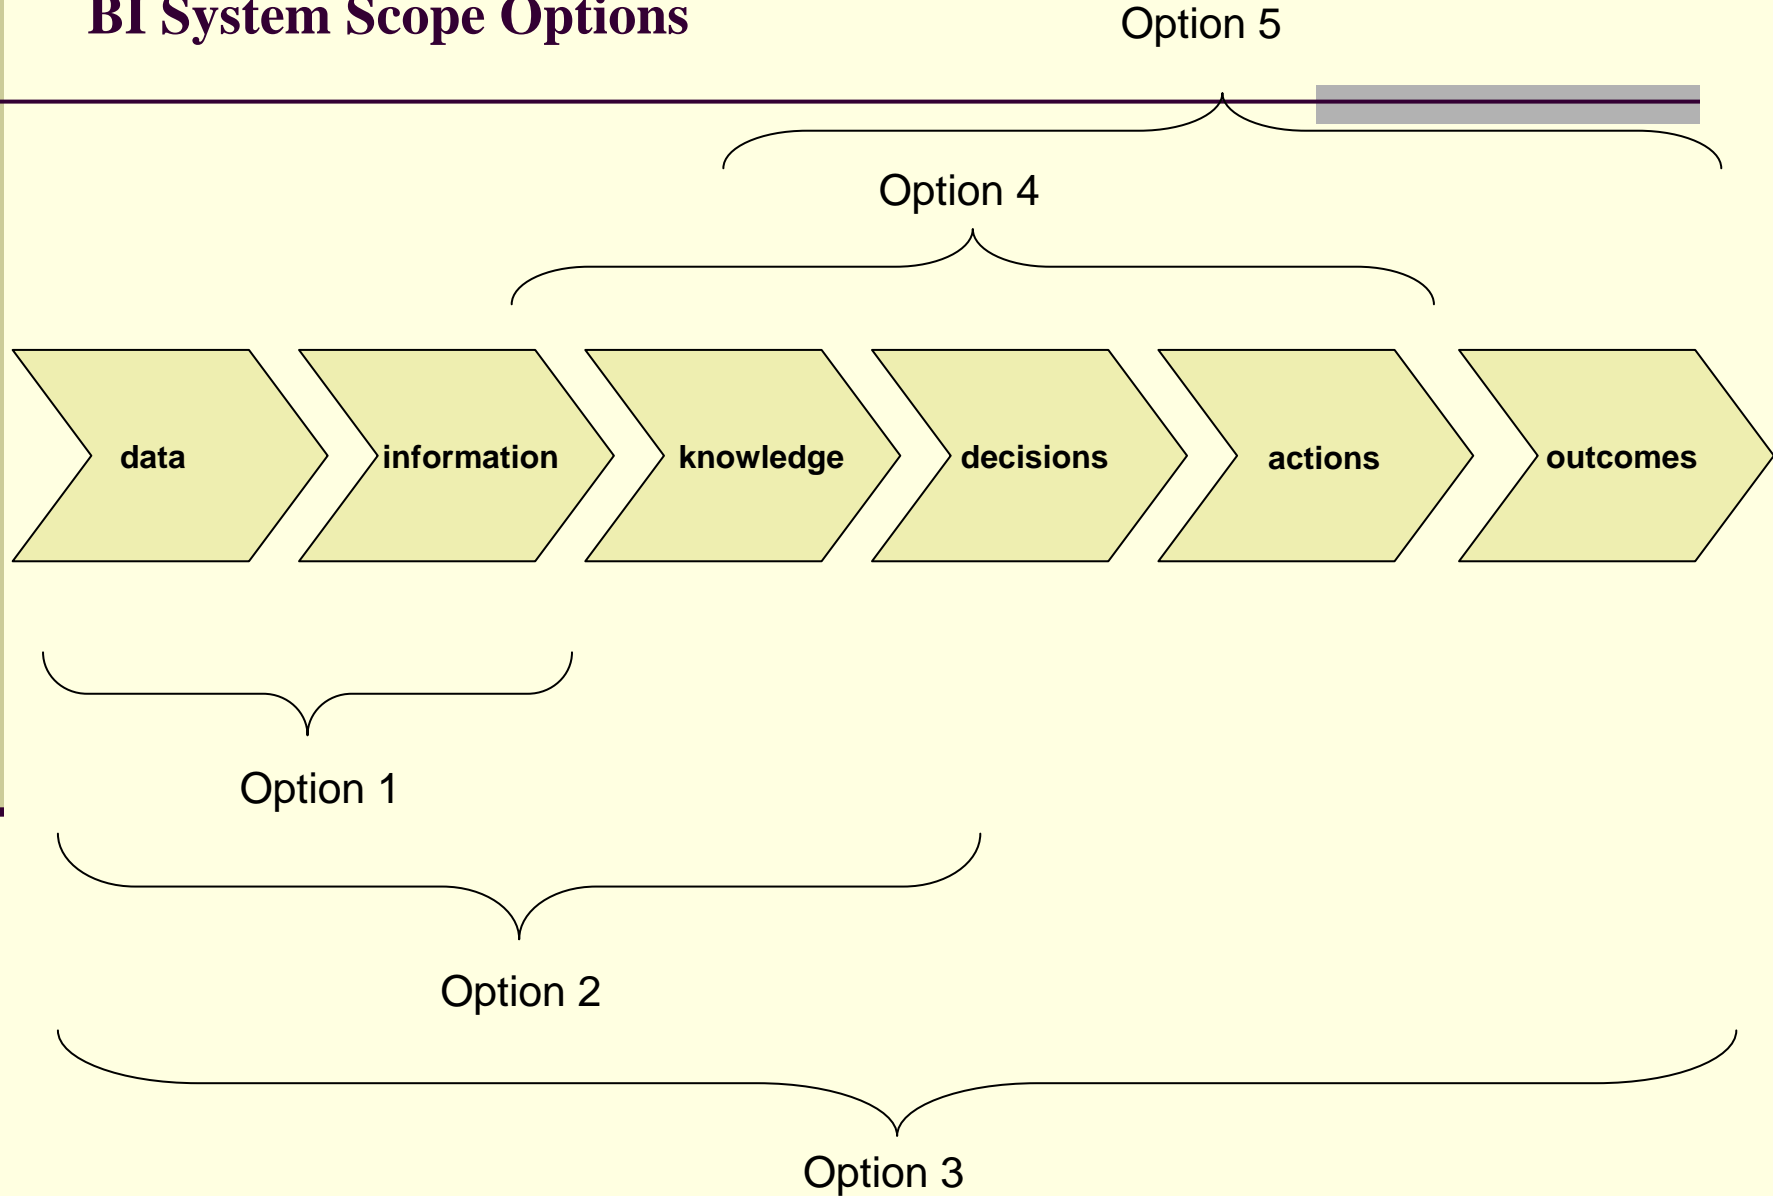 BI System Scope Options
Option 5
Option 4
data
information
knowledge
decisions
actions
outcomes
Option 1
Option 2
Option 3